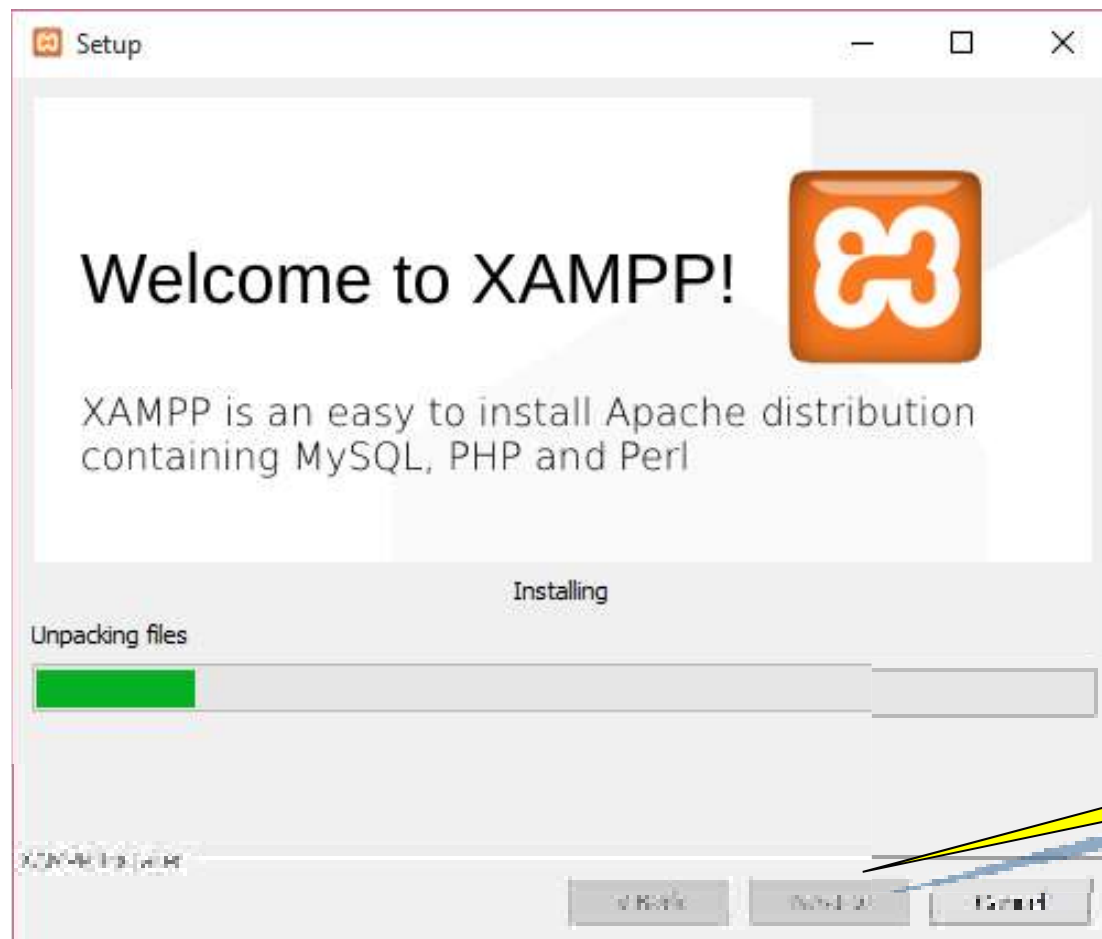 Setup
Welcome to XAMPP!
XAMPP is an easy to install Apache distribution
containing MySQL, PHP and Perl
Installing
Unpacking files